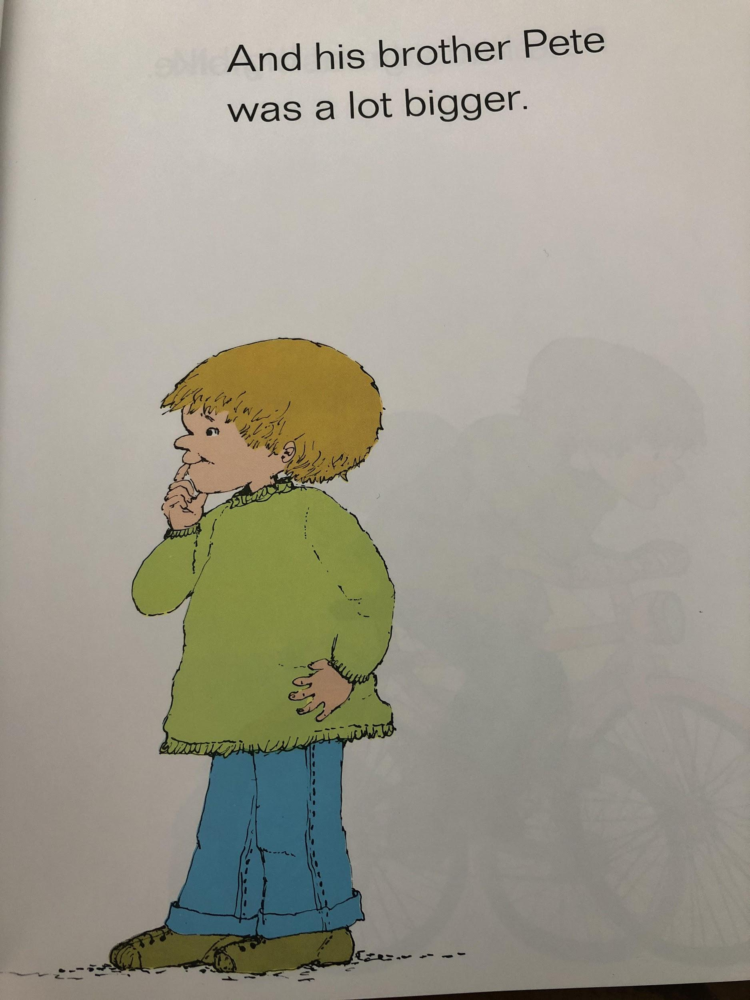 And his brother Pete
was a lot bigger.